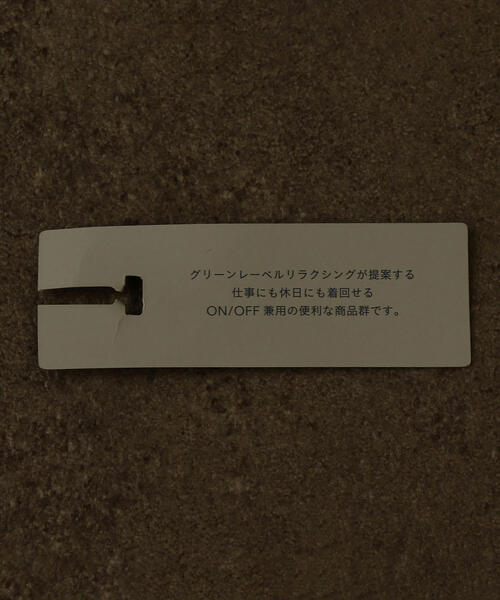 グリーンレーベルリラクシングが提案する
仕事にも休日にも着回せる
ON/OFF 兼用の便利な商品群です。